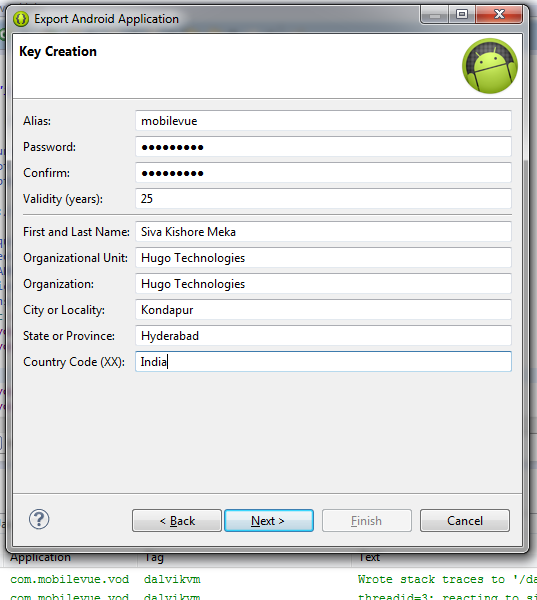 Export Android Application
Key Creation
Alias: mobilevue
Password: ●●●●●●●●●
Confirm: ●●●●●●●●●
Validity (years): 25
First and Last Name: Siva Kishore Meka
Organizational Unit: Hugo Technologies
Organization: Hugo Technologies
City or Locality: Kondapur
State or Province: Hyderabad
Country Code (XX): India
?
< Back Next > Finish Cancel
Application Tag Text
com.mobilevue.vod dalvikvm Wrote stack traces to '/da
com.mobilevue.vod dalvikvm threadid=3: reacting to si